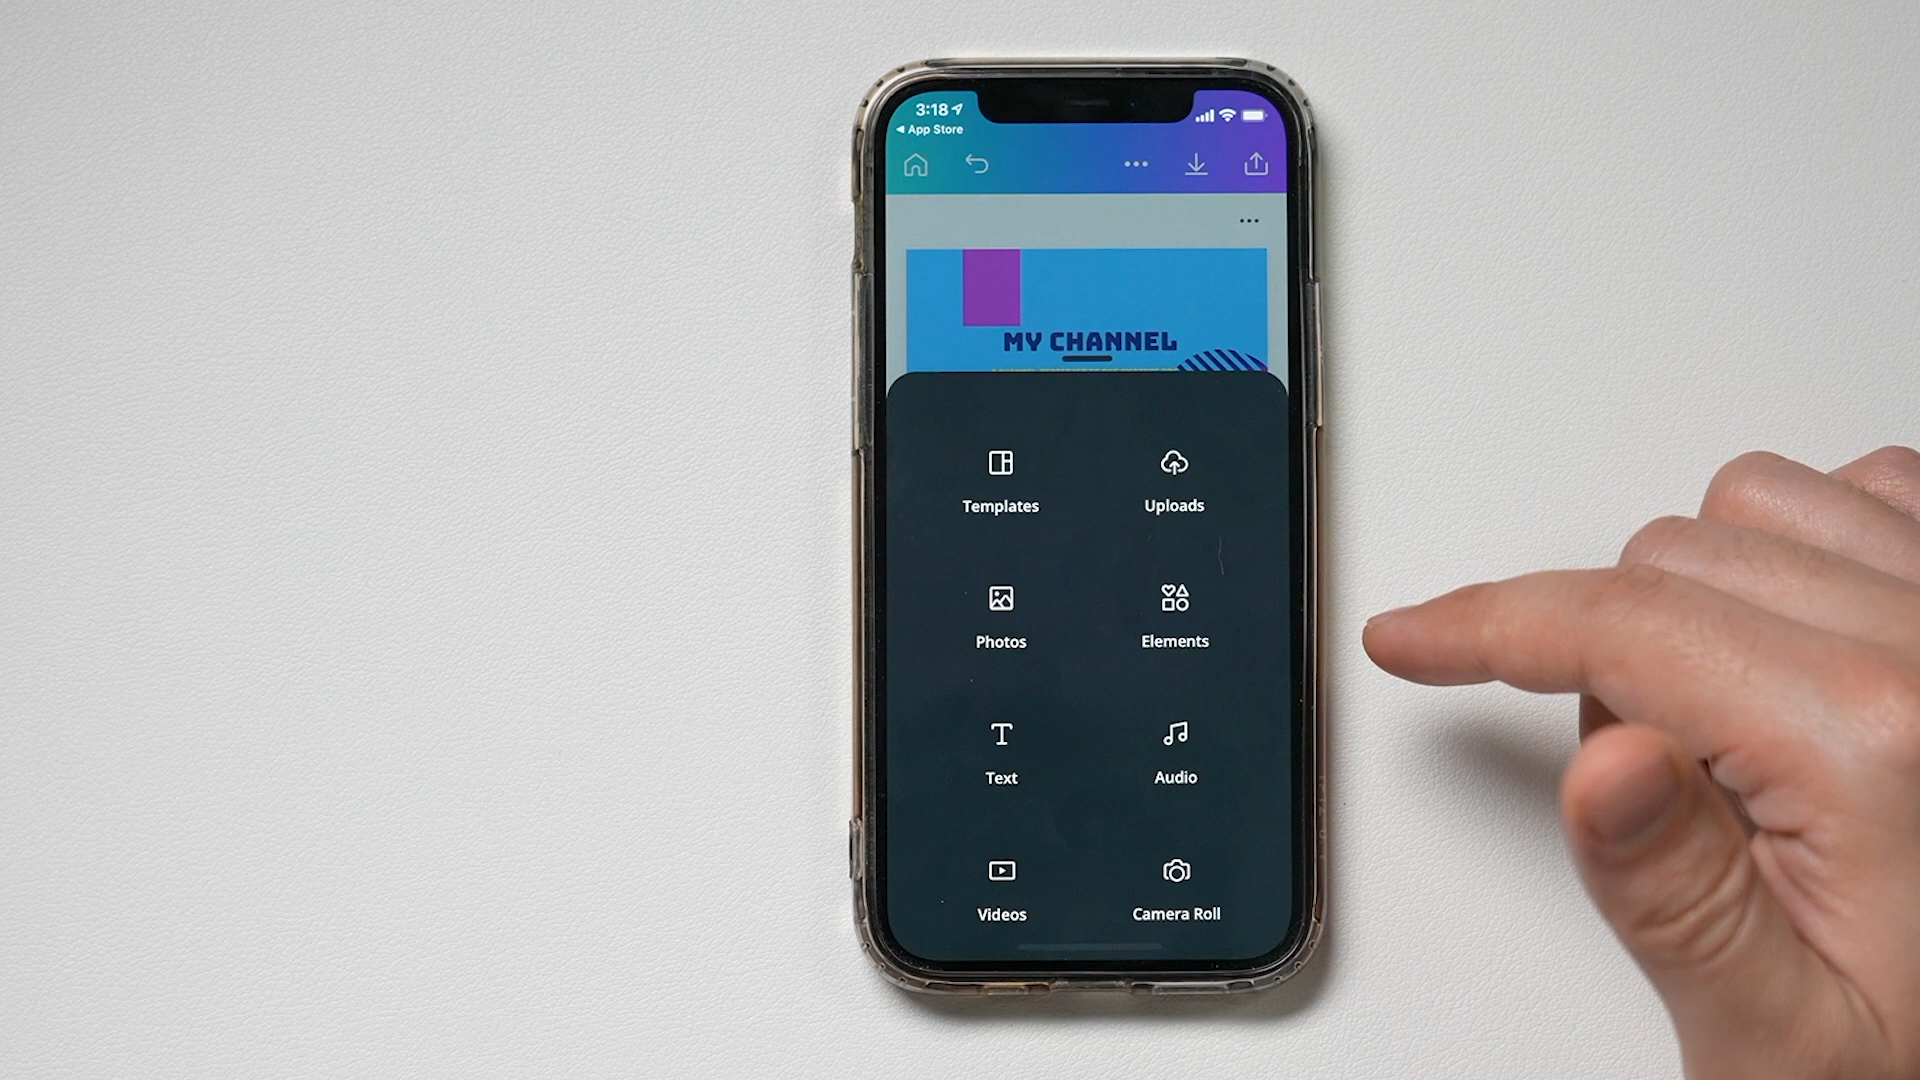 3:18
App Store
MY CHANNEL
Templates
Uploads
Photos
Elements
Text
Audio
Videos
Camera Roll